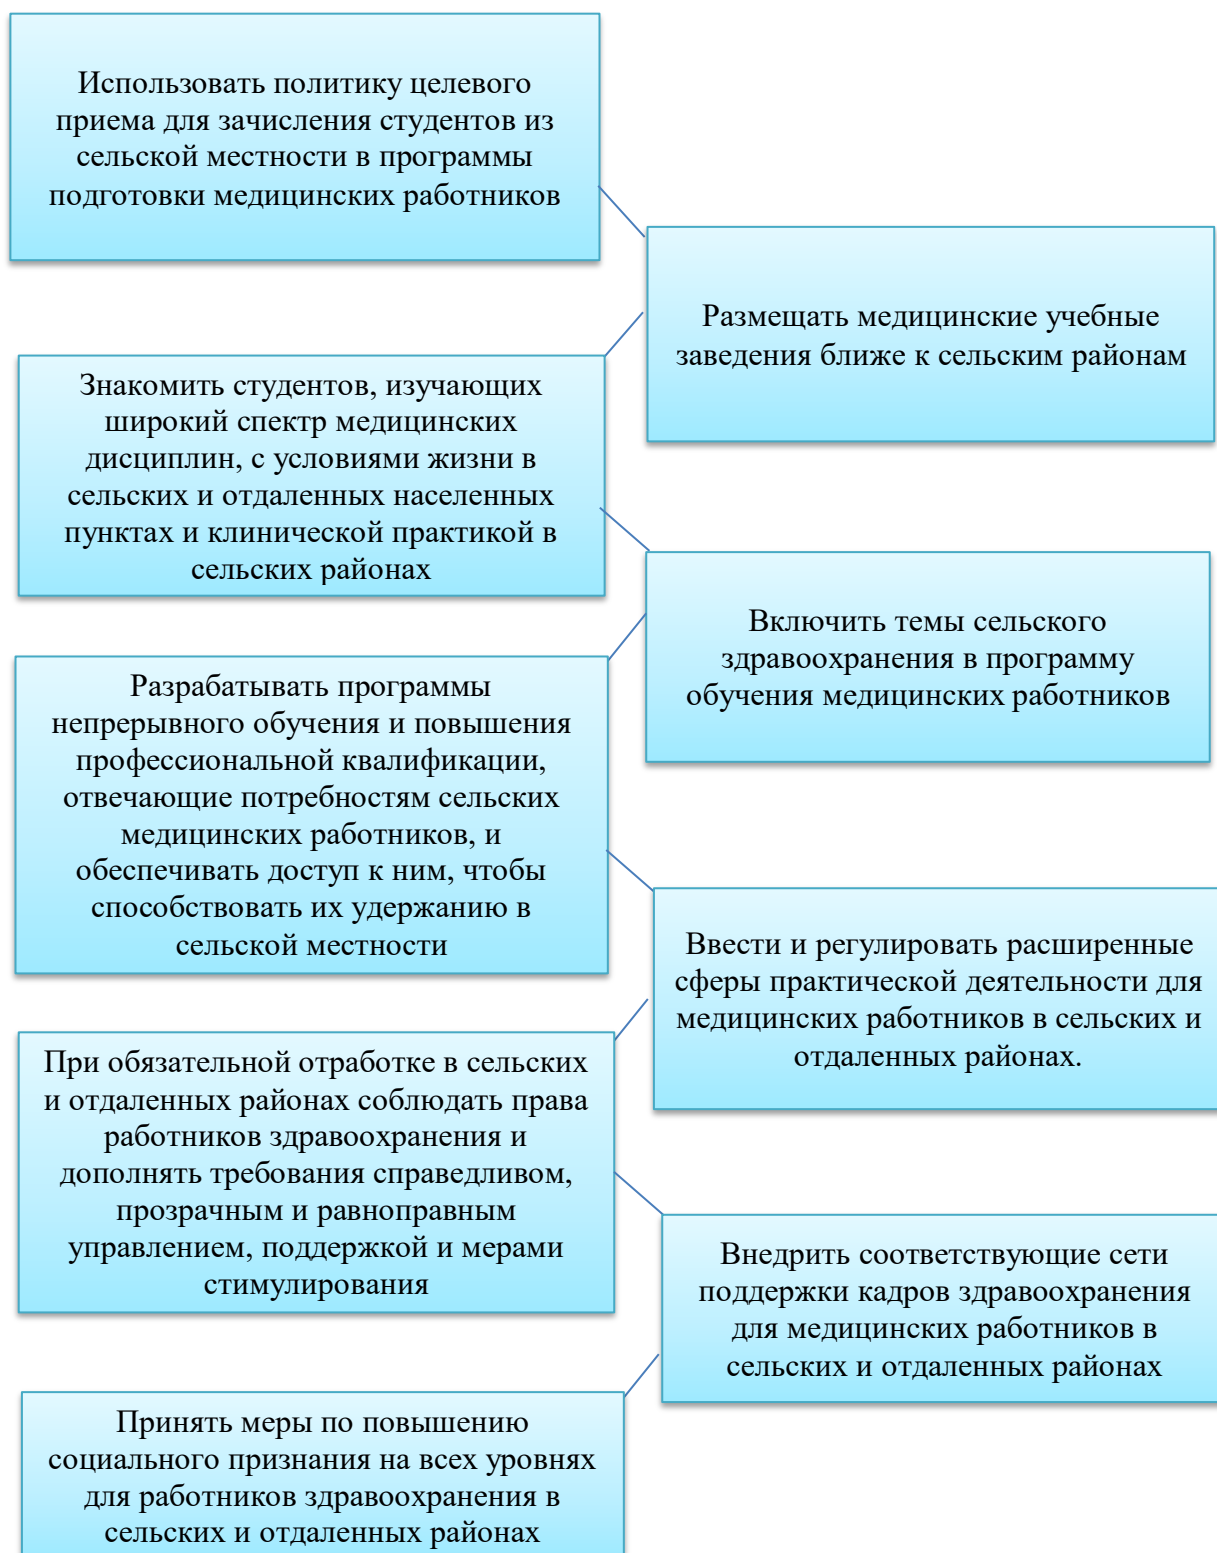 Использовать политику целевого
приема для зачисления студентов из
сельской местности в программы
подготовки медицинских работников
Размещать медицинские учебные
заведения ближе к сельским районам
Знакомить студентов, изучающих
широкий спектр медицинских
дисциплин, с условиями жизни в
сельских и отдаленных населенных
пунктах и клинической практикой в
сельских районах
Включить темы сельского
здравоохранения в программу
обучения медицинских работников
Разрабатывать программы
непрерывного обучения и повышения
профессиональной квалификации,
отвечающие потребностям сельских
медицинских работников, и
обеспечивать доступ к ним, чтобы
способствовать их удержанию в
сельской местности
Ввести и регулировать расширенные
сферы практической деятельности для
медицинских работников в сельских и
отдаленных районах.
При обязательной отработке в сельских
и отдаленных районах соблюдать права
работников здравоохранения и
дополнять требования справедливом,
прозрачным и равноправным
управлением, поддержкой и мерами
стимулирования
Внедрить соответствующие сети
поддержки кадров здравоохранения
для медицинских работников в
сельских и отдаленных районах
Принять меры по повышению
социального признания на всех уровнях
для работников здравоохранения в
сельских и отдаленных районах